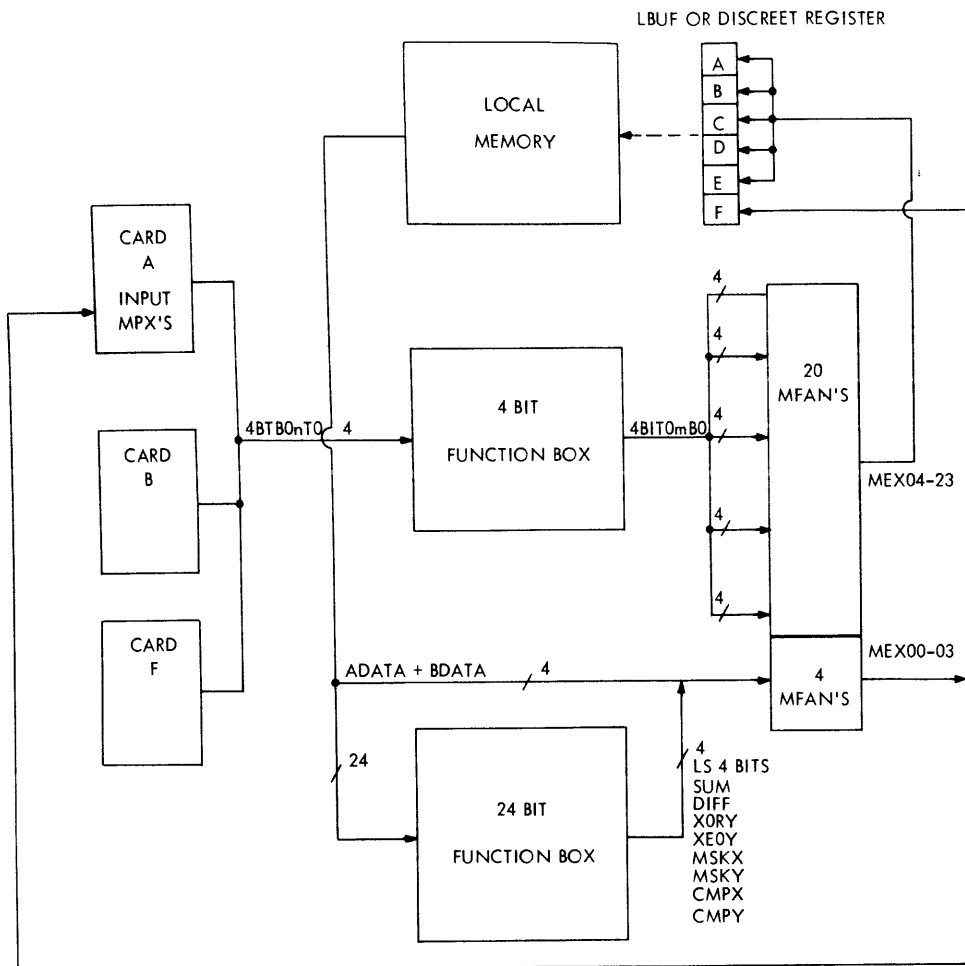 LBUF OR DISCREET REGISTER
A
B
C
D
E
F
LOCAL
MEMORY
CARD
A
INPUT
MPX'S
CARD
B
CARD
F
4BTB0nT0 4
4 BIT
FUNCTION BOX
4BIT0mB0
4
4
4
4
4
20
MFAN'S
MEX04-23
MEX00-03
4
MFAN'S
ADATA + BDATA 4
24
24 BIT
FUNCTION BOX
4
LS 4 BITS
SUM
DIFF
X0RY
XE0Y
MSKX
MSKY
CMPX
CMPY